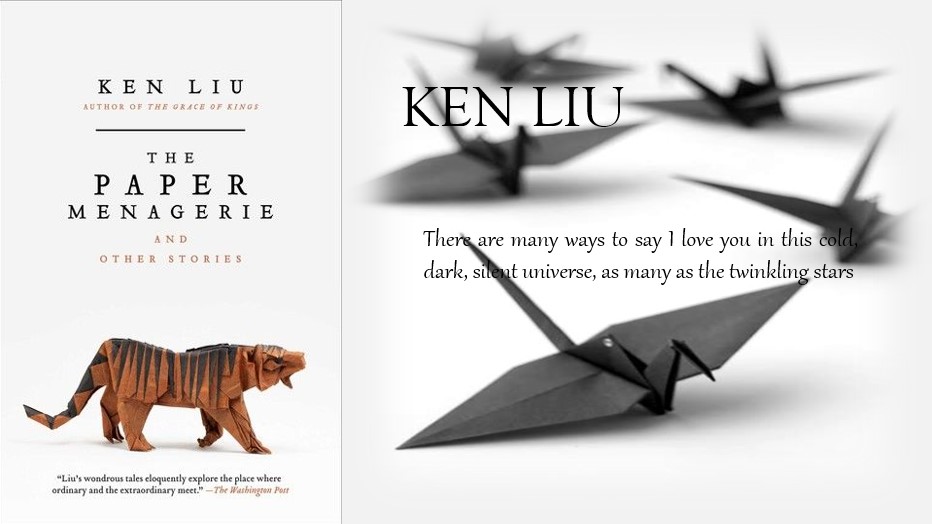 KEN LIU
AUTHOR OF THE GRACE OF KINGS
THE
PAPER
MENAGERIE
AND
OTHER STORIES
“Liu’s wondrous tales eloquently explore the place where
ordinary and the extraordinary meet.” —The Washington Post
KEN LIU
There are many ways to say I love you in this cold,
dark, silent universe, as many as the twinkling stars